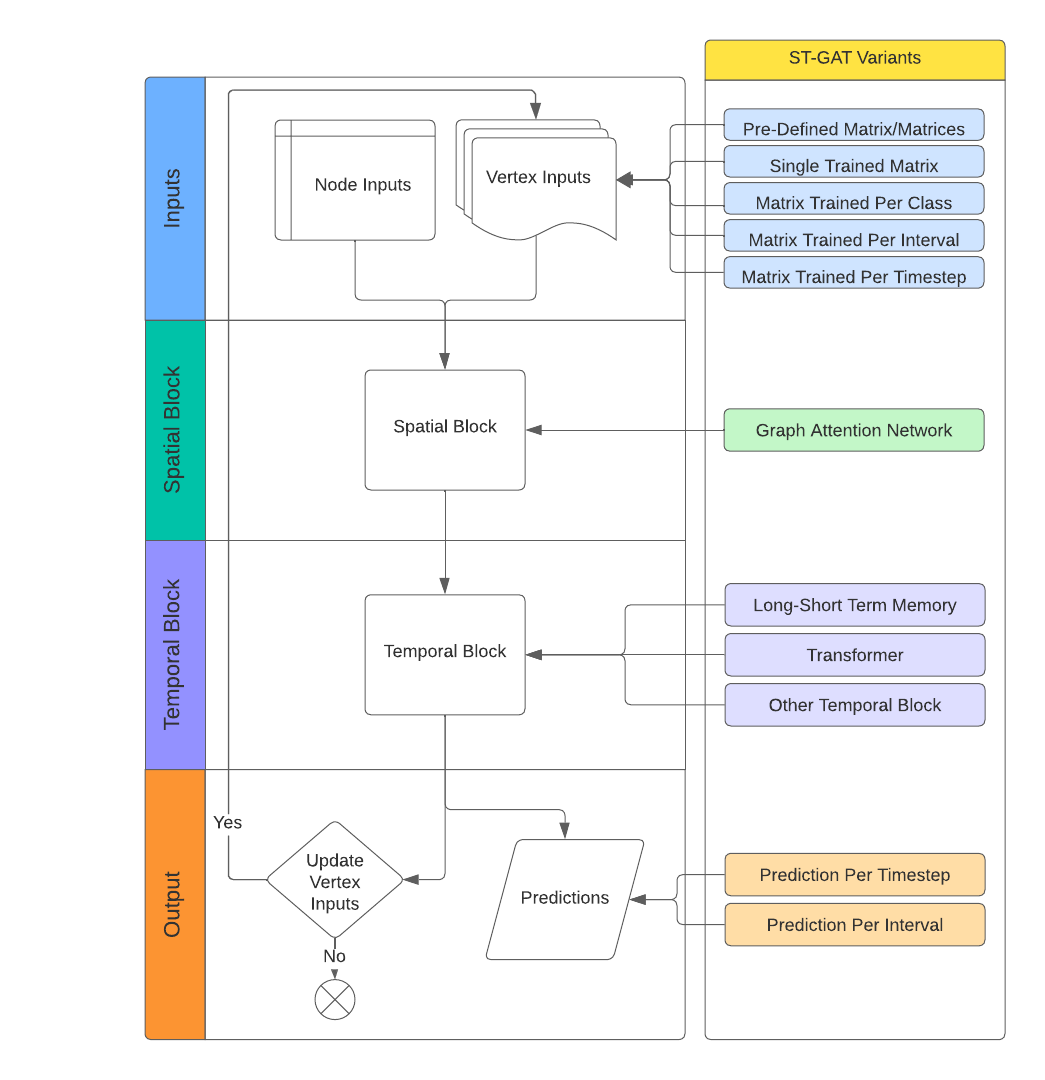 ST-GAT Variants
Inputs
Node Inputs
Vertex Inputs
Pre-Defined Matrix/Matrices
Single Trained Matrix
Matrix Trained Per Class
Matrix Trained Per Interval
Matrix Trained Per Timestep
Spatial Block
Spatial Block
Graph Attention Network
Temporal Block
Temporal Block
Long-Short Term Memory
Transformer
Other Temporal Block
Output
Yes
Update
Vertex
Inputs
No
Predictions
Prediction Per Timestep
Prediction Per Interval